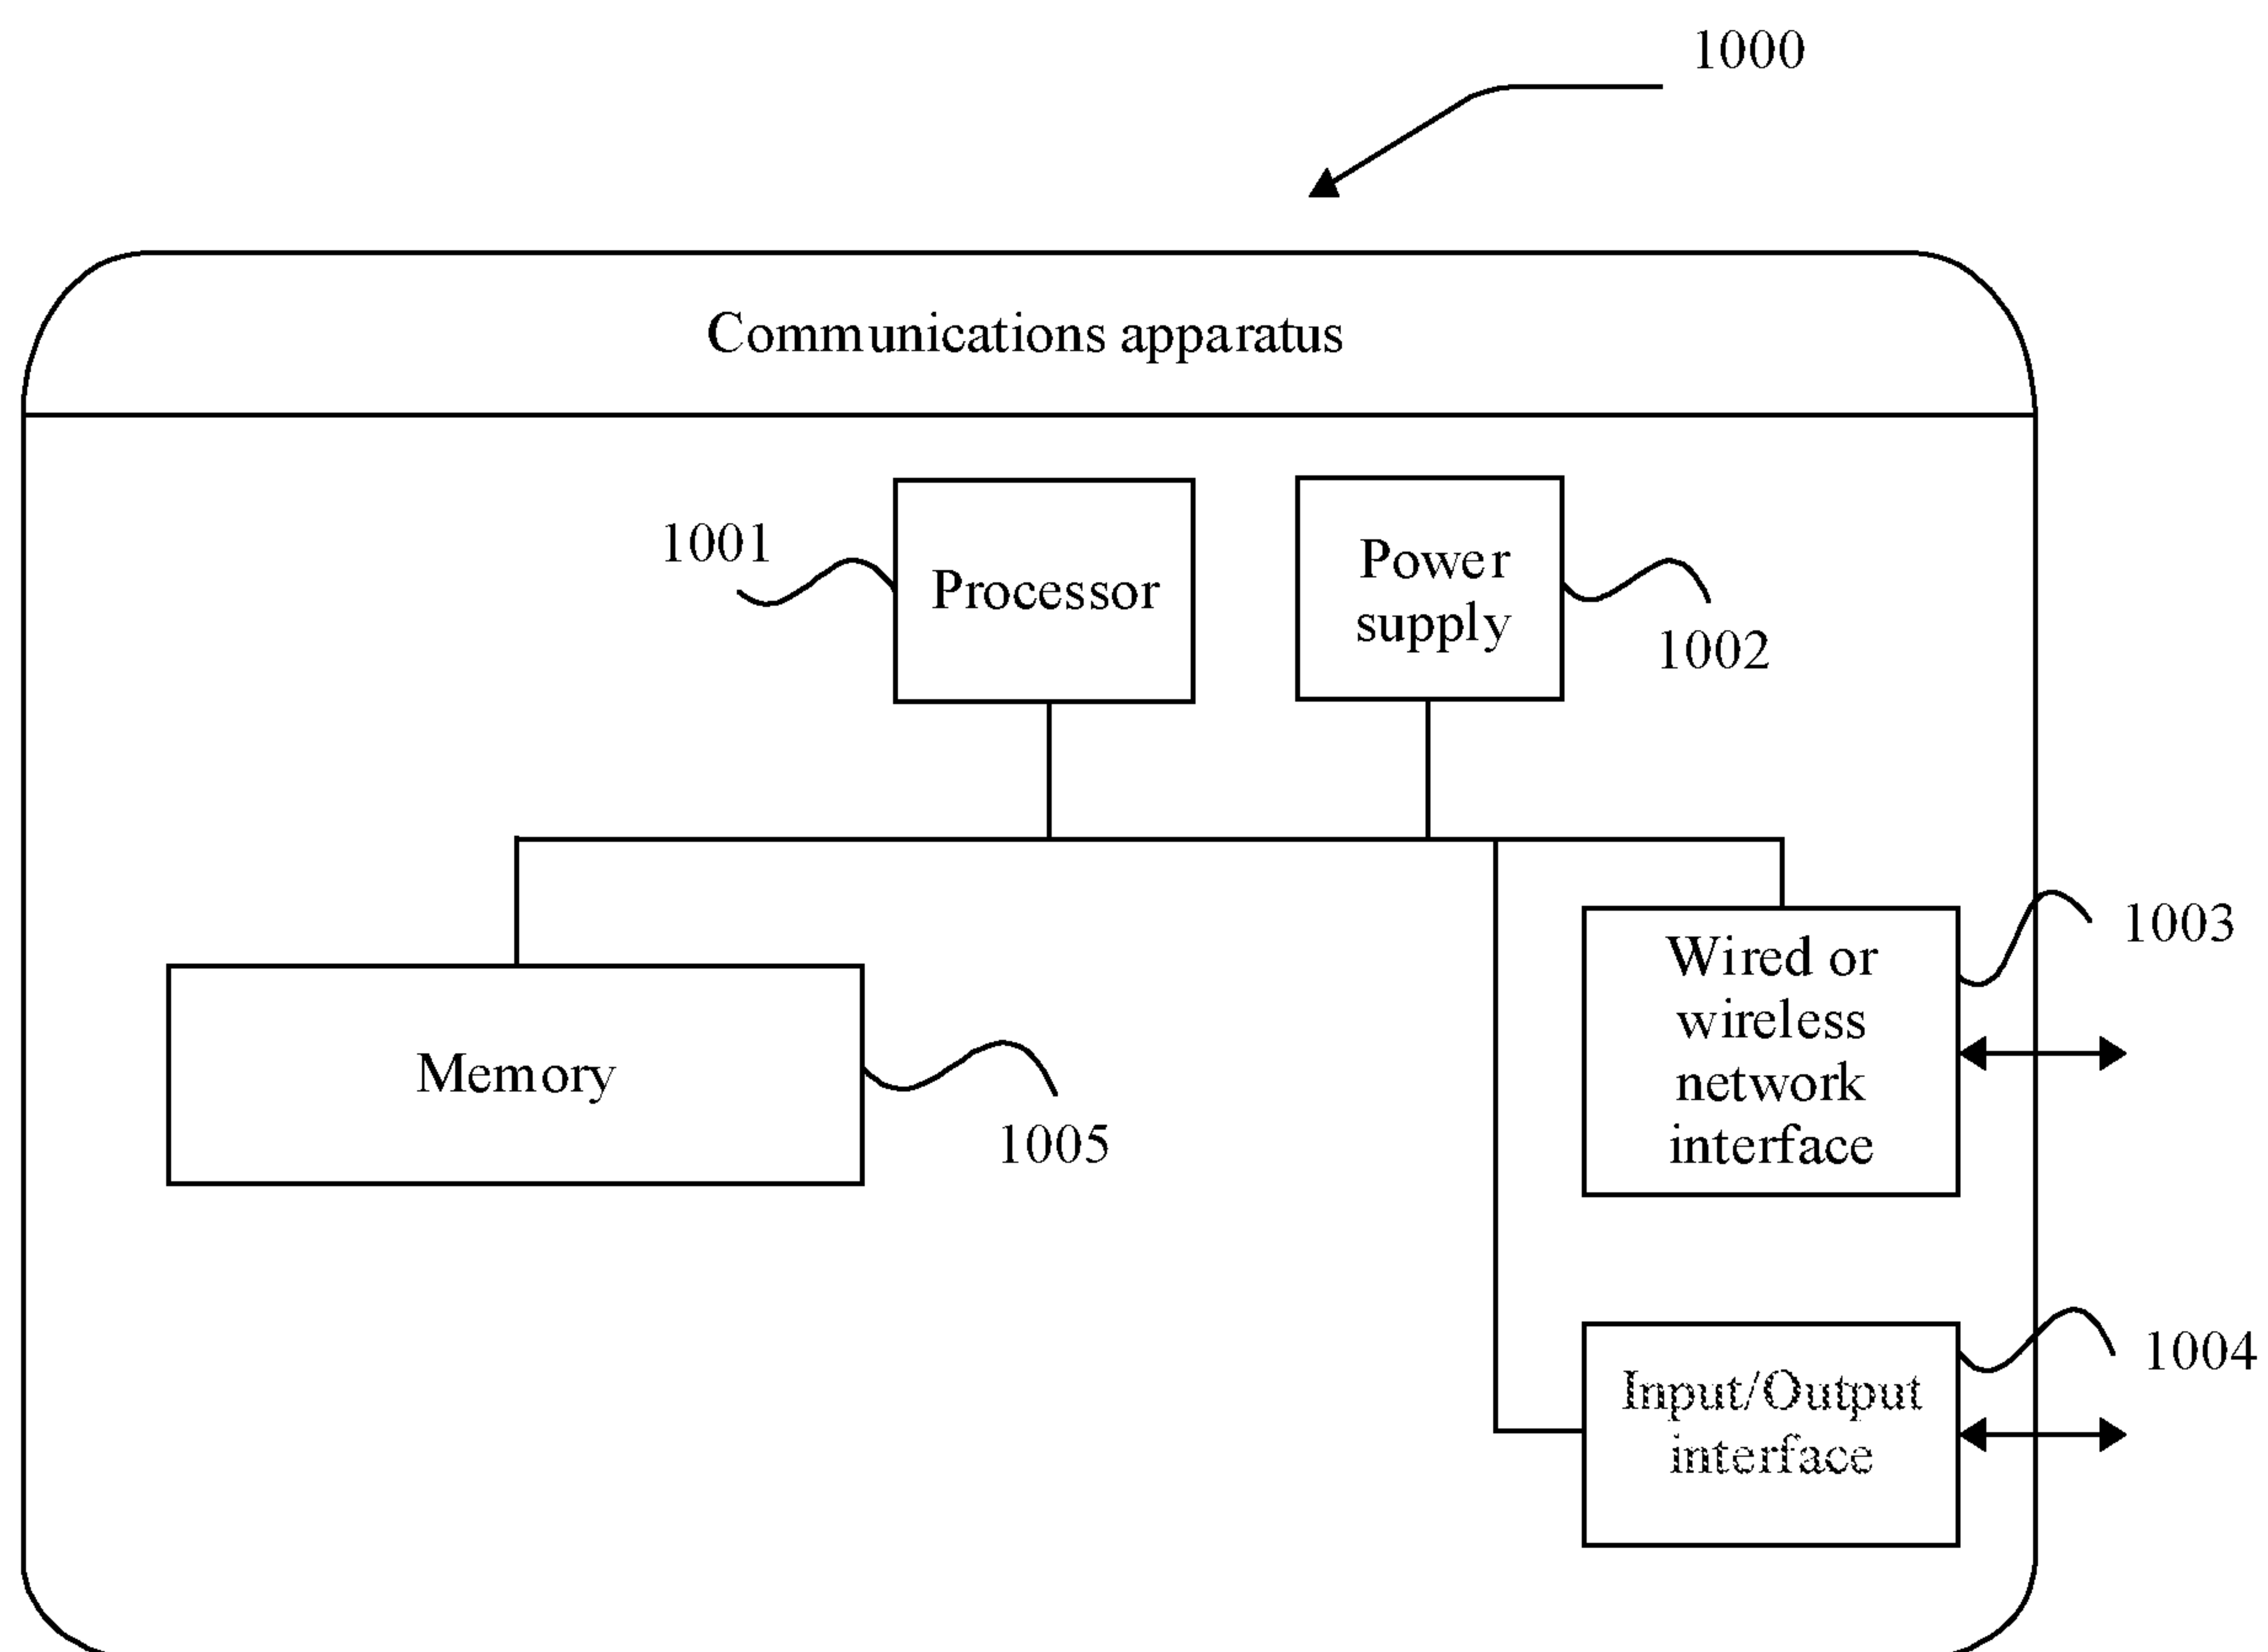 1000
Communications apparatus
1001
Processor
Power
supply
1002
1003
Wired or
wireless
network
interface
Memory
1005
1004
Input/Output
interface